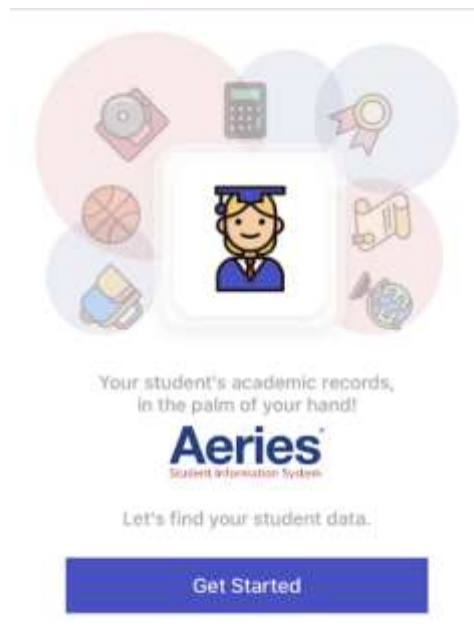 Your student's academic records,
in the palm of your hand!
Aeries
Student Information System
Let's find your student data.
Get Started